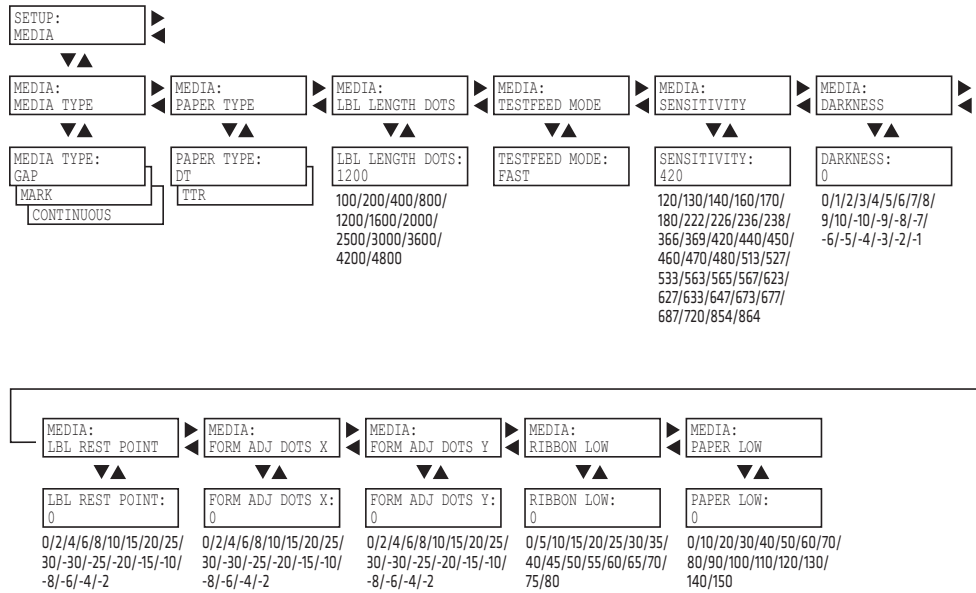 SETUP:
MEDIA
MEDIA:
MEDIA TYPE
MEDIA:
PAPER TYPE
MEDIA:
LBL LENGTH DOTS
MEDIA:
TESTFEED MODE
MEDIA:
SENSITIVITY
MEDIA:
DARKNESS
MEDIA TYPE:
GAP
MARK
CONTINUOUS
PAPER TYPE:
DT
TTR
LBL LENGTH DOTS:
1200
100/200/400/800/
1200/1600/2000/
2500/3000/3600/
4200/4800
TESTFEED MODE:
FAST
SENSITIVITY:
420
120/130/140/160/170/
180/222/226/236/238/
366/369/420/440/450/
460/470/480/513/527/
533/563/565/567/623/
627/633/647/673/677/
687/720/854/864
DARKNESS:
0
0/1/2/3/4/5/6/7/8/
9/10/-10/-9/-8/-7/
-6/-5/-4/-3/-2/-1
MEDIA:
LBL REST POINT
MEDIA:
FORM ADJ DOTS X
MEDIA:
FORM ADJ DOTS Y
MEDIA:
RIBBON LOW
MEDIA:
PAPER LOW
LBL REST POINT:
0
0/2/4/6/8/10/15/20/25/
30/-30/-25/-20/-15/-10/
-8/-6/-4/-2
FORM ADJ DOTS X:
0
0/2/4/6/8/10/15/20/25/
30/-30/-25/-20/-15/-10/
-8/-6/-4/-2
FORM ADJ DOTS Y:
0
0/2/4/6/8/10/15/20/25/
30/-30/-25/-20/-15/-10/
-8/-6/-4/-2
RIBBON LOW:
0
0/5/10/15/20/25/30/35/
40/45/50/55/60/65/70/
75/80
PAPER LOW:
0
0/10/20/30/40/50/60/70/
80/90/100/110/120/130/
140/150